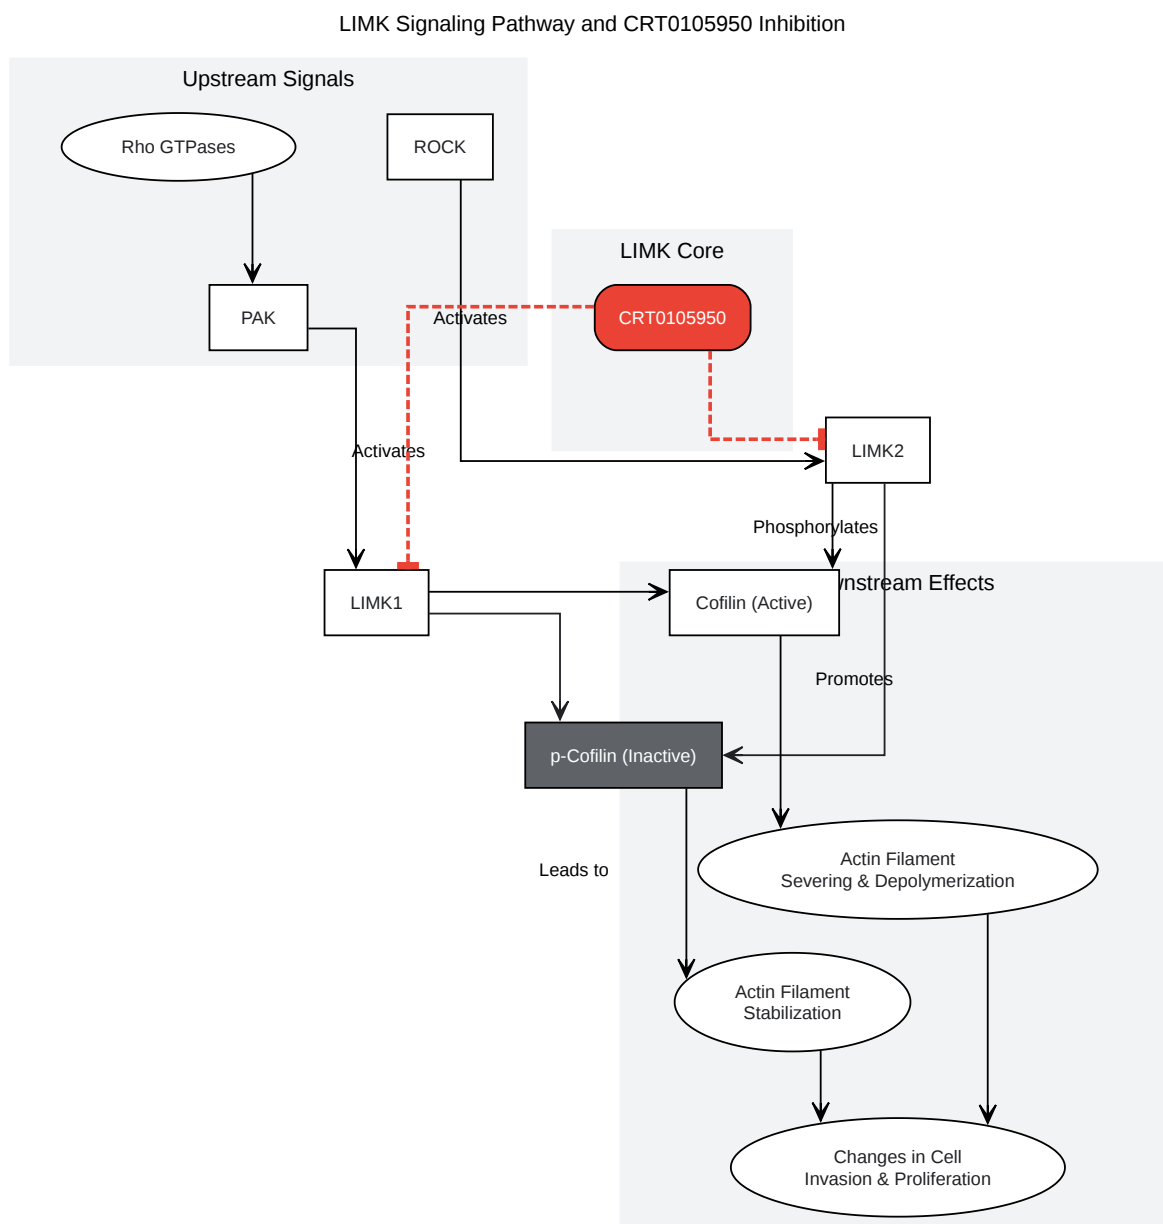 LIMK Signaling Pathway and CRT0105950 Inhibition
Upstream Signals
Rho GTPases
ROCK
LIMK Core
PAK
Activates
CRT0105950
Activates
LIMK2
Phosphorylates
wnstream Effects
LIMK1
Cofilin (Active)
Promotes
p-Cofilin (Inactive)
Leads to
Actin Filament
Severing & Depolymerization
Actin Filament
Stabilization
Changes in Cell
Invasion & Proliferation